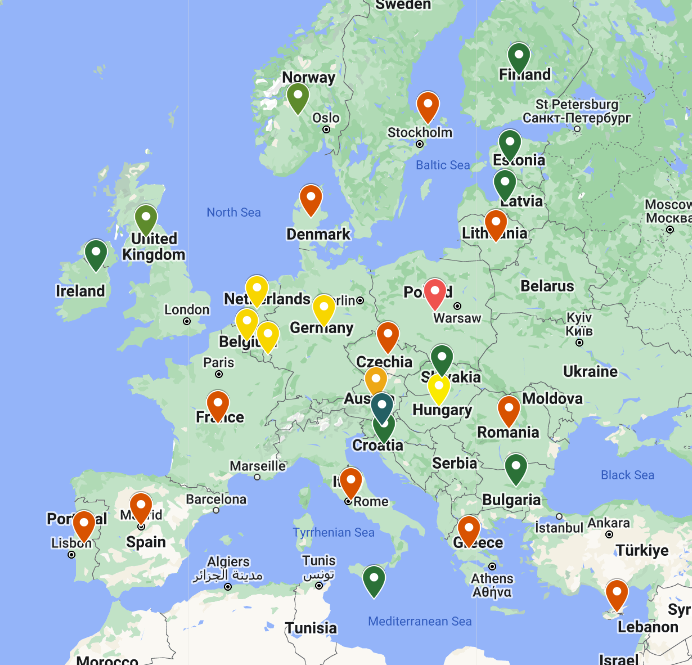 Sweden
Norway
Finland
Oslo
St Petersburg
Санкт-Петербург
Stockholm
Estonia
Baltic Sea
Latvia
Moscow
Москва
North Sea
Denmark
Lithuania
United
Kingdom
Ireland
Belarus
Netherlands
London
Germany
Warsaw
Kyiv
Київ
Paris
Czechia
Ukraine
Slovakia
Moldova
Hungary
France
Romania
Croatia
Serbia
Marseille
Black Sea
Bulgaria
Barcelona
Rome
Madrid
Portugal
İstanbul
Ankara
Lisbon
Spain
Tyrrhenian Sea
Greece
Türkiye
Algiers
مدينة الجزائر
Tunis
تونس
Athens
Αθήνα
Mediterranean Sea
Tunisia
Lebanon
Morocco
Israel